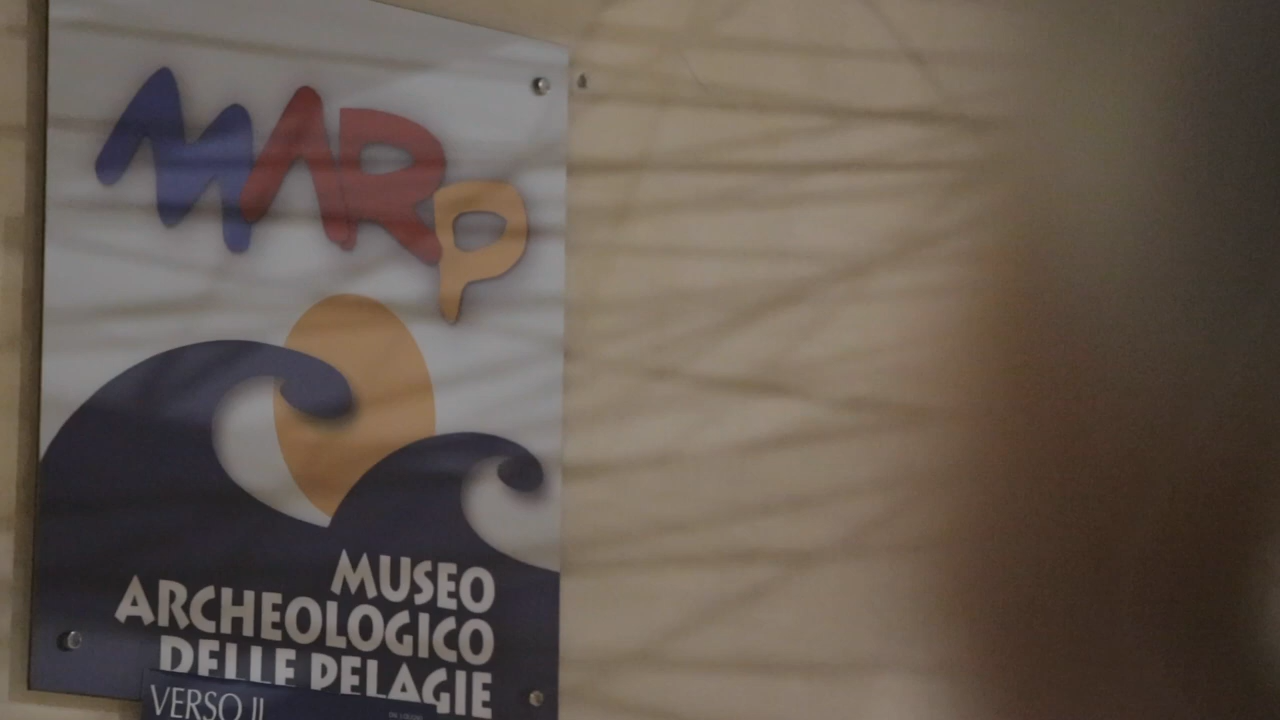 MARP
MUSEO
ARCHEOLOGICO
DELLE PELAGIE
VERSO IL